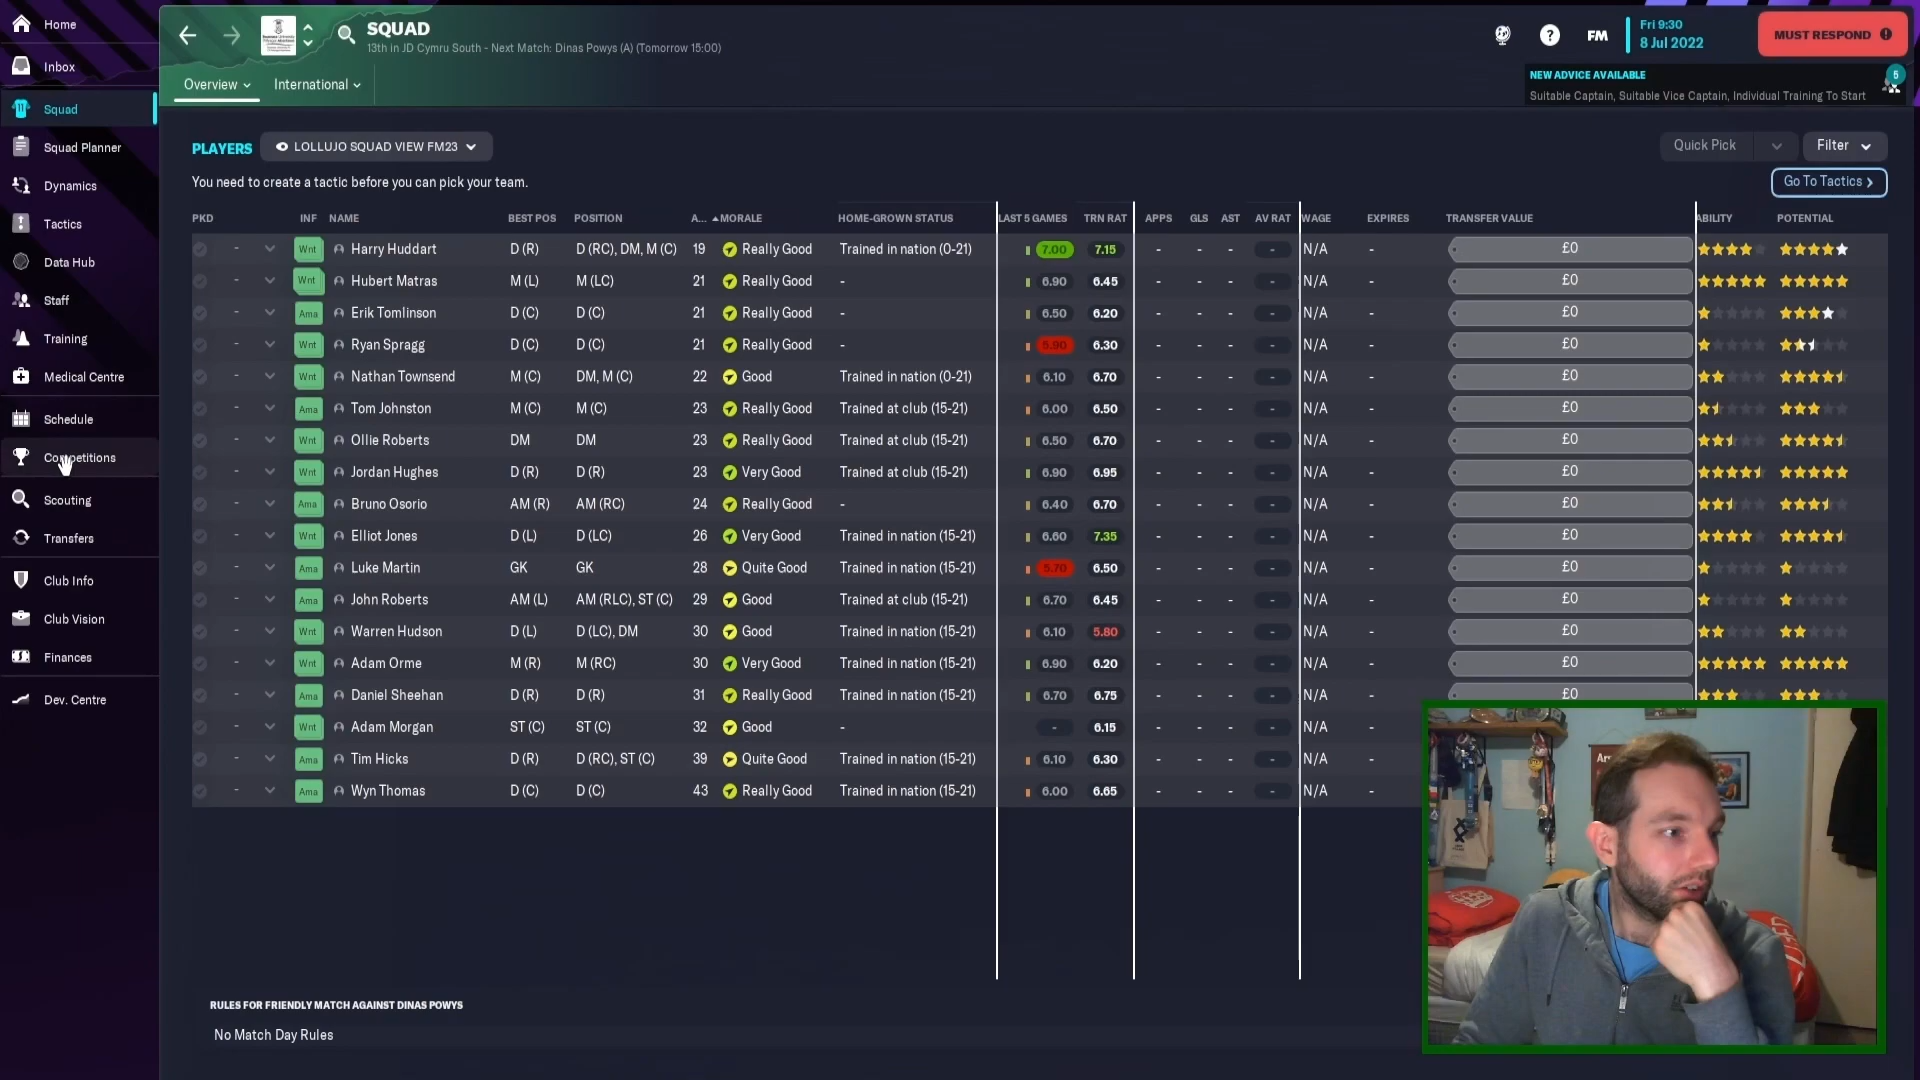 Home
Inbox
Squad
Squad Planner
Dynamics
Tactics
Data Hub
Staff
Training
Medical Centre
Schedule
Competitions
Scouting
Transfers
Club Info
Club Vision
Finances
Dev. Centre
SQUAD
13th in JD Cymru South - Next Match: Dinas Powys (A) (Tomorrow 15:00)
Overview
International
FM
Fri 9:30
8 Jul 2022
MUST RESPOND
NEW ADVICE AVAILABLE
Suitable Captain, Suitable Vice Captain, Individual Training To Start
5
PLAYERS
LOLLUJO SQUAD VIEW FM23
Quick Pick
Filter
You need to create a tactic before you can pick your team.
Go To Tactics
PKD INF NAME BEST POS POSITION A... MORALE HOME-GROWN STATUS LAST 5 GAMES TRN RAT APPS GLS AST AV RAT WAGE EXPIRES TRANSFER VALUE ABILITY POTENTIAL
- Wnt Harry Huddart D (R) D (RC), DM, M (C) 19 Really Good Trained in nation (0-21) 7.00 7.15 - - - - N/A - £0
- Wnt Hubert Matras M (L) M (LC) 21 Really Good - 6.90 6.45 - - - - N/A - £0
- Ama Erik Tomlinson D (C) D (C) 21 Really Good - 6.50 6.20 - - - - N/A - £0
- Wnt Ryan Spragg D (C) D (C) 21 Really Good - 5.90 6.30 - - - - N/A - £0
- Wnt Nathan Townsend M (C) DM, M (C) 22 Good Trained in nation (0-21) 6.10 6.70 - - - - N/A - £0
- Ama Tom Johnston M (C) M (C) 23 Really Good Trained at club (15-21) 6.00 6.50 - - - - N/A - £0
- Wnt Ollie Roberts DM DM 23 Really Good Trained at club (15-21) 6.50 6.70 - - - - N/A - £0
- Wnt Jordan Hughes D (R) D (R) 23 Very Good Trained at club (15-21) 6.90 6.95 - - - - N/A - £0
- Ama Bruno Osorio AM (R) AM (RC) 24 Really Good - 6.40 6.70 - - - - N/A - £0
- Wnt Elliot Jones D (L) D (LC) 26 Very Good Trained in nation (15-21) 6.60 7.35 - - - - N/A - £0
- Ama Luke Martin GK GK 28 Quite Good Trained in nation (15-21) 5.70 6.50 - - - - N/A - £0
- Ama John Roberts AM (L) AM (RLC), ST (C) 29 Good Trained at club (15-21) 6.70 6.45 - - - - N/A - £0
- Wnt Warren Hudson D (L) D (LC), DM 30 Good Trained in nation (15-21) 6.10 5.80 - - - - N/A - £0
- Wnt Adam Orme M (R) M (RC) 30 Very Good Trained in nation (15-21) 6.90 6.20 - - - - N/A - £0
- Ama Daniel Sheehan D (R) D (R) 31 Really Good Trained in nation (15-21) 6.70 6.75 - - - - N/A - £0
- Wnt Adam Morgan ST (C) ST (C) 32 Good - - 6.15 - - - - N/A -
- Ama Tim Hicks D (R) D (RC), ST (C) 39 Quite Good Trained in nation (15-21) 6.10 6.30 - - - - N/A -
- Ama Wyn Thomas D (C) D (C) 43 Really Good Trained in nation (15-21) 6.00 6.65 - - - - N/A -
RULES FOR FRIENDLY MATCH AGAINST DINAS POWYS
No Match Day Rules